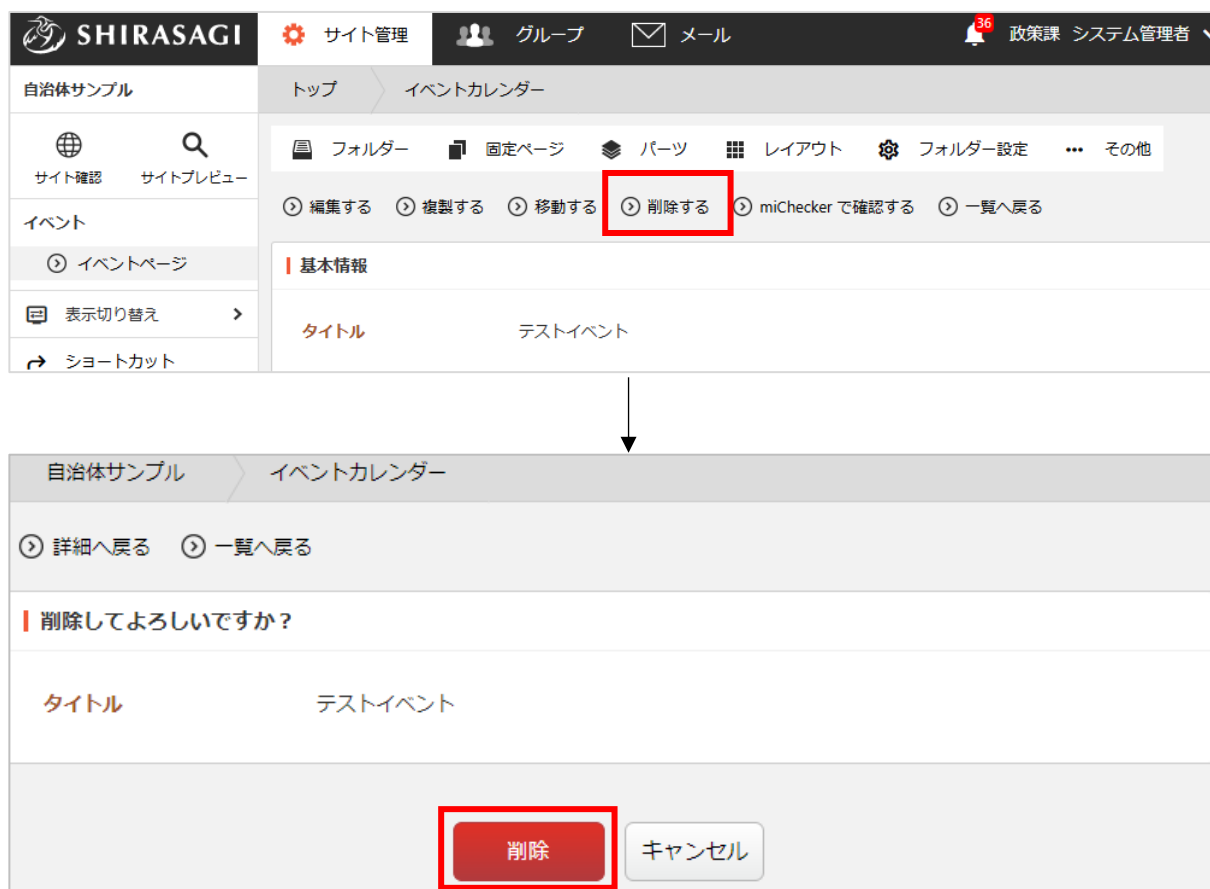 SHIRASAGI サイト管理 グループ メール 36 政策課 システム管理者
自治体サンプル トップ イベントカレンダー
フォルダー 固定ページ パーツ レイアウト フォルダー設定 その他
サイト確認 サイトプレビュー
編集する 複製する 移動する 削除する miChecker で確認する 一覧へ戻る
イベント
イベントページ 基本情報
表示切り替え
タイトル テストイベント
ショートカット
自治体サンプル イベントカレンダー
詳細へ戻る 一覧へ戻る
削除してよろしいですか？
タイトル テストイベント
削除 キャンセル